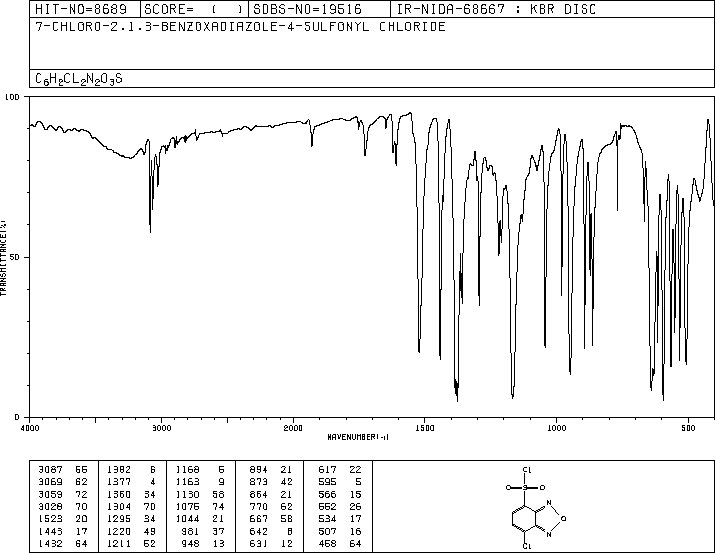 HIT-NO=8689 SCORE= ( ) SDBS-NO=19516 IR-NIDA-68667 : KBR DISC
7-CHLORO-2,1,3-BENZOXADIAZOLE-4-SULFONYL CHLORIDE
C6H2CL2N2O3S
100
50
0
TRANSMITTANCE(%)
4000 3000 2000 1500 1000 500
WAVENUMBER(-1)
3087 55 1382 6 1168 6 894 21 617 22
3069 62 1377 4 1163 9 873 42 595 5
3059 72 1360 34 1130 58 864 21 566 15
3028 70 1304 70 1075 74 770 62 552 26
1523 20 1295 34 1044 21 667 58 534 17
1443 17 1220 49 981 37 642 8 507 16
1432 64 1211 52 948 13 631 12 458 64
Cl
O S O
N
O
N
Cl